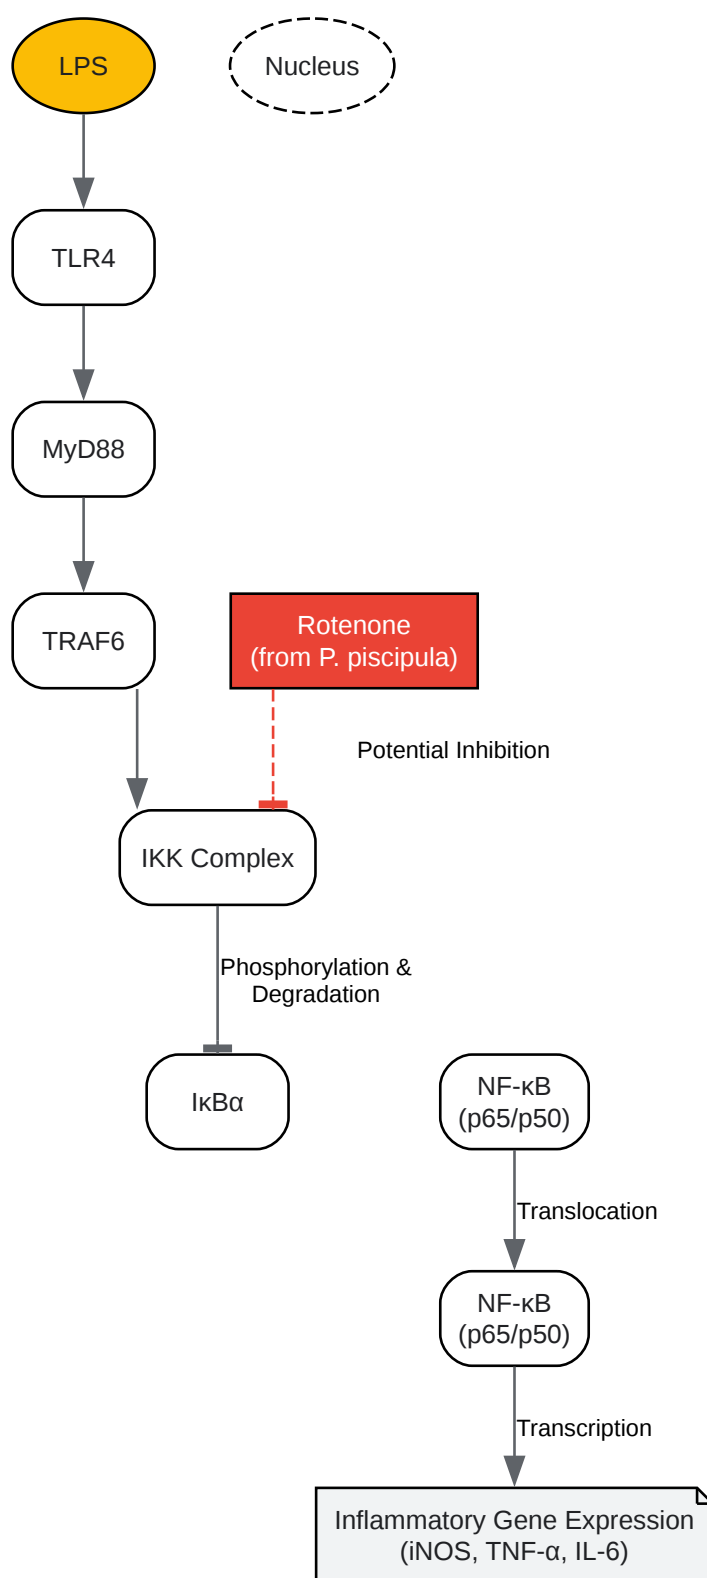 LPS
Nucleus
TLR4
MyD88
TRAF6
Rotenone
(from P. piscipula)
Potential Inhibition
IKK Complex
Phosphorylation &
Degradation
IκBα
NF-κB
(p65/p50)
Translocation
NF-κB
(p65/p50)
Transcription
Inflammatory Gene Expression
(iNOS, TNF-α, IL-6)